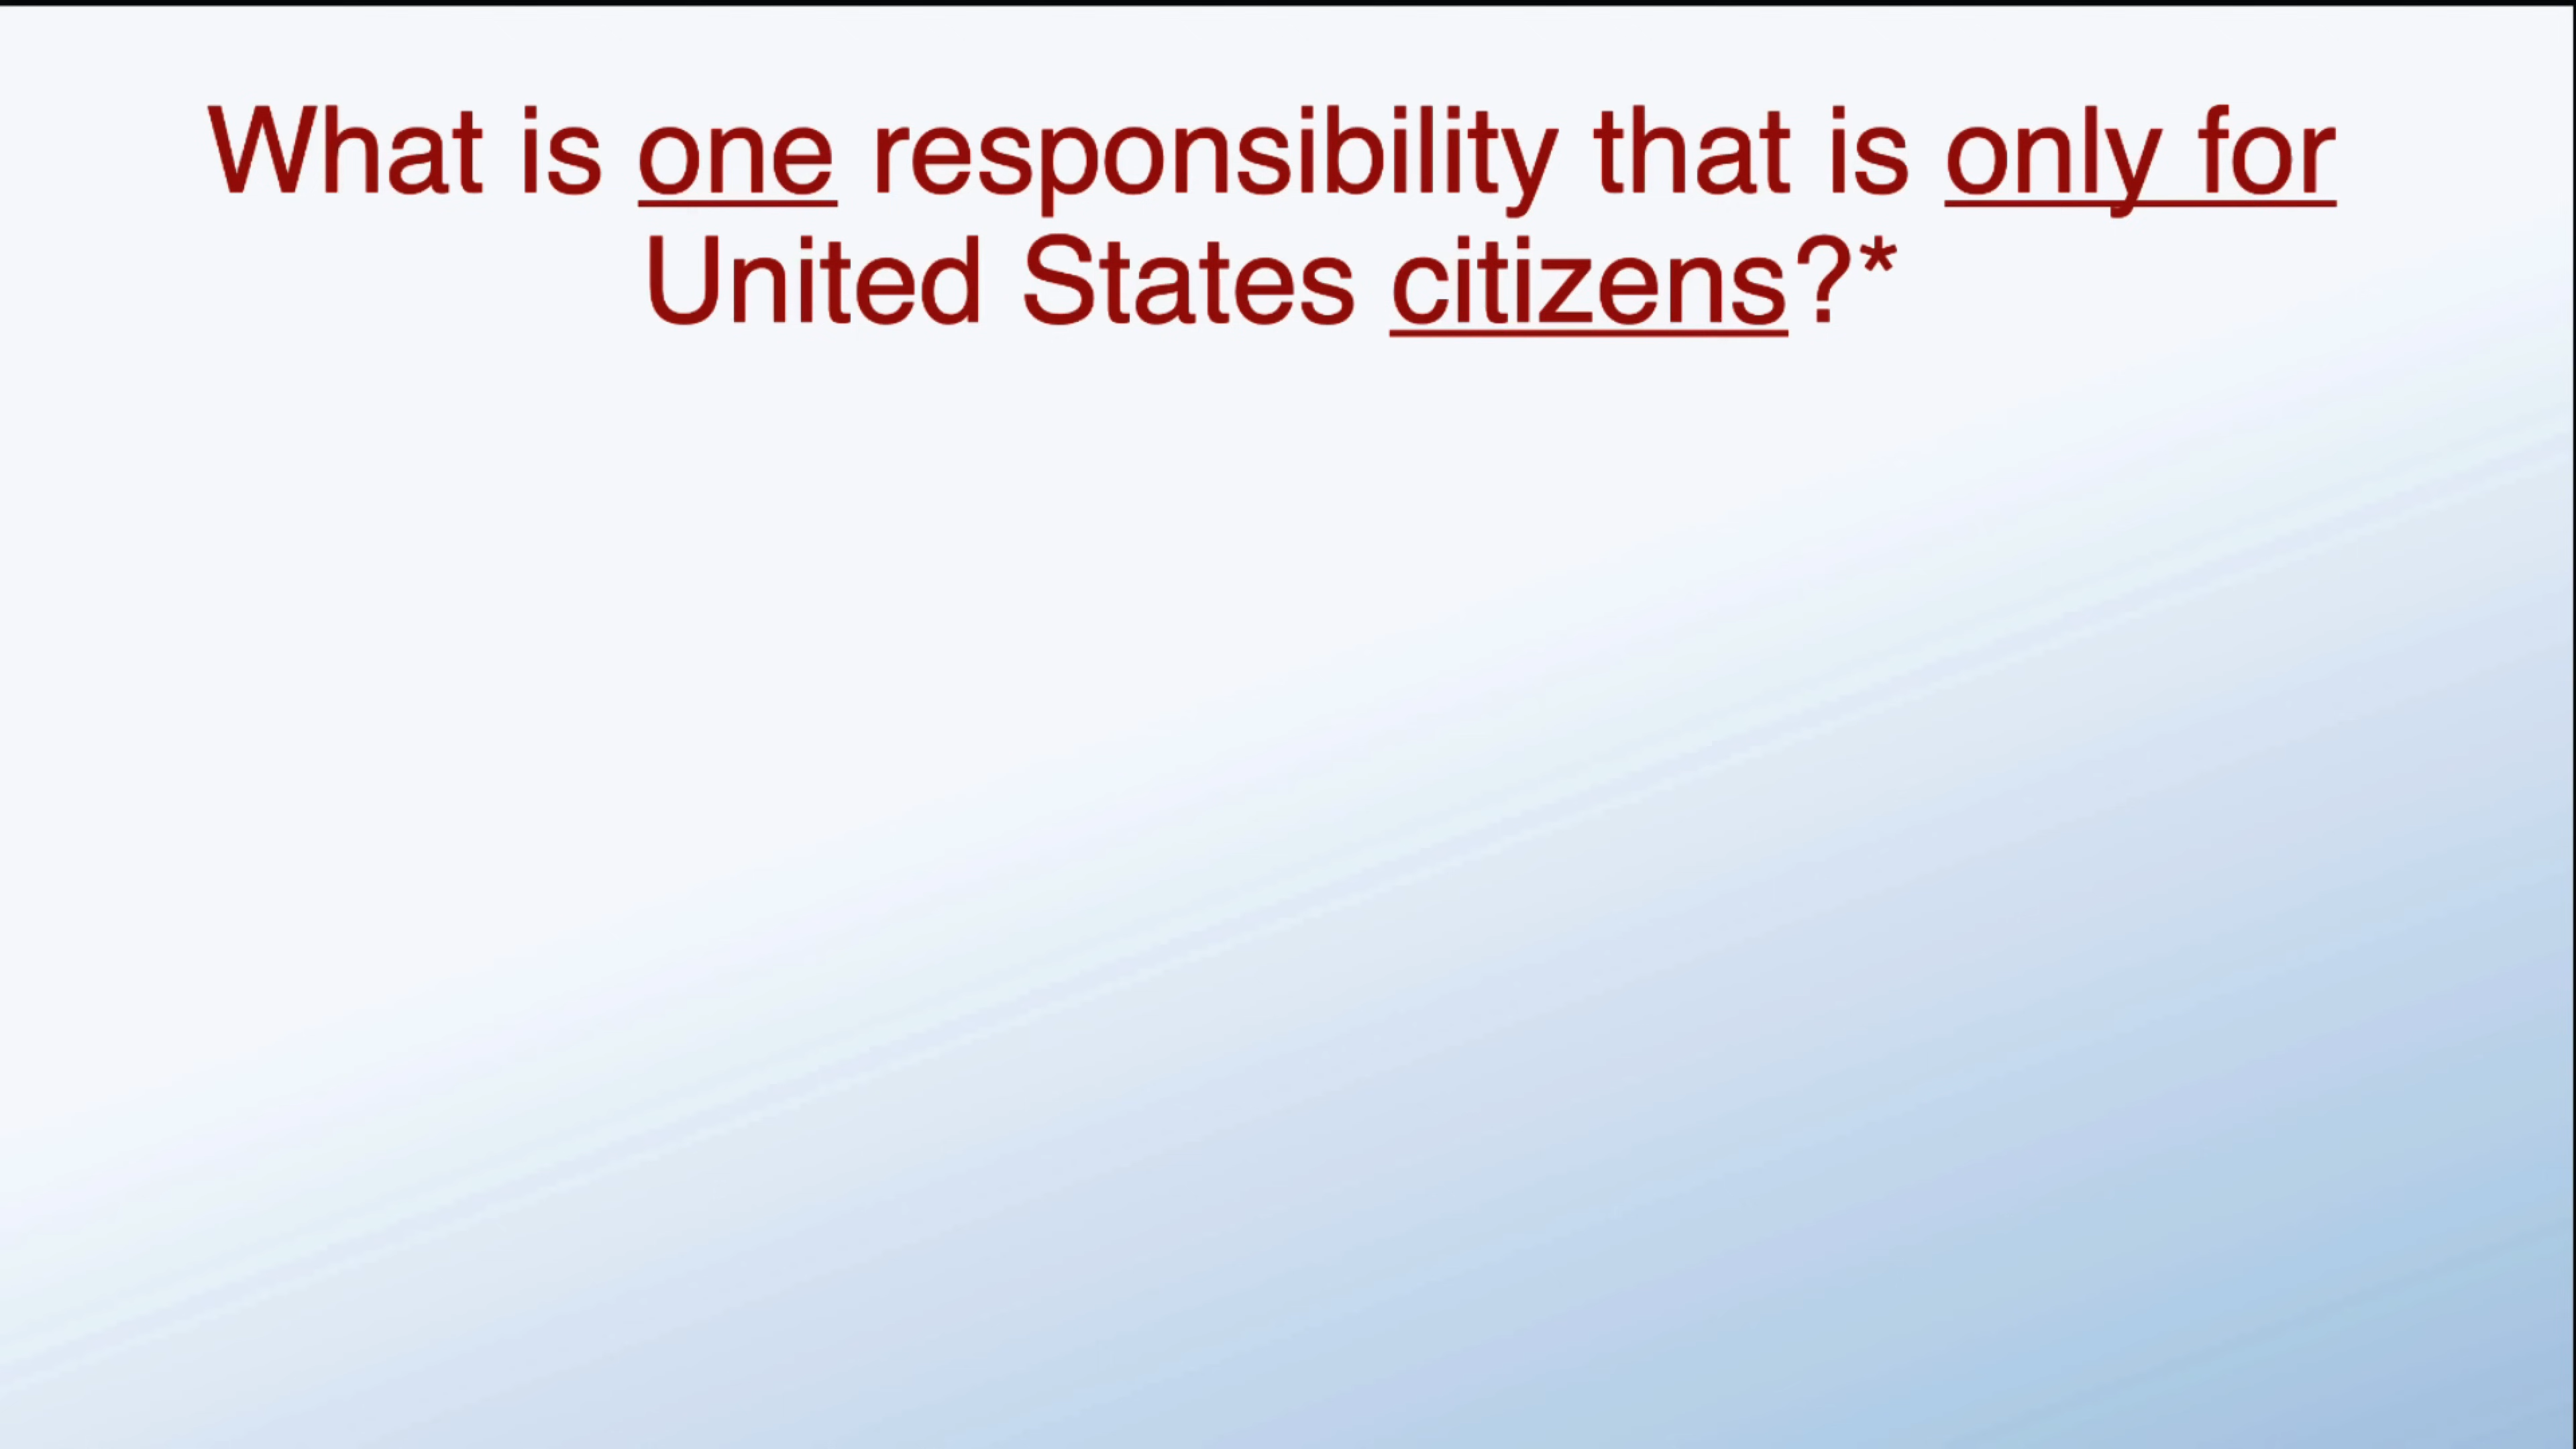 What is one responsibility that is only for
United States citizens?*